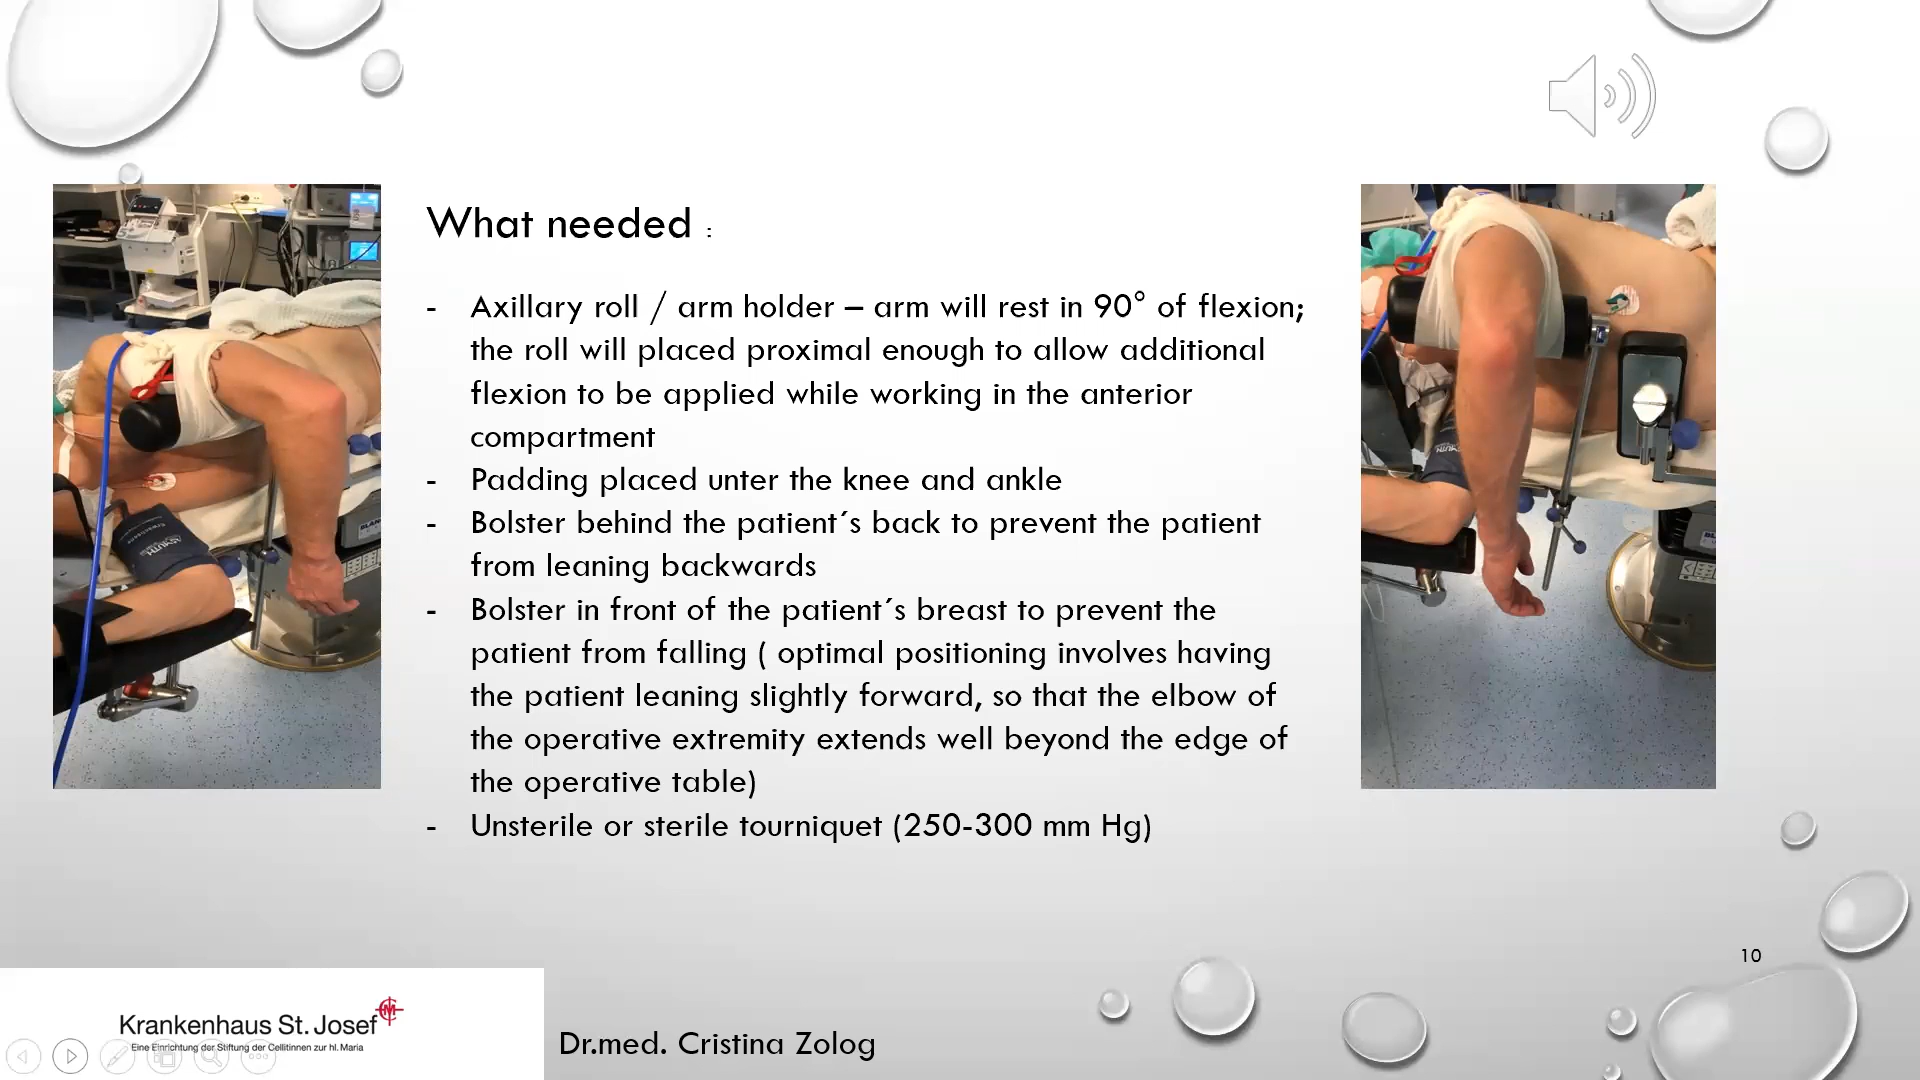 What needed :
- Axillary roll / arm holder – arm will rest in 90° of flexion;
the roll will placed proximal enough to allow additional
flexion to be applied while working in the anterior
compartment
- Padding placed unter the knee and ankle
- Bolster behind the patient´s back to prevent the patient
from leaning backwards
- Bolster in front of the patient´s breast to prevent the
patient from falling ( optimal positioning involves having
the patient leaning slightly forward, so that the elbow of
the operative extremity extends well beyond the edge of
the operative table)
- Unsterile or sterile tourniquet (250-300 mm Hg)
10
Krankenhaus St. Josef
Eine Einrichtung der Stiftung der Cellitinnen zur hl. Maria
Dr.med. Cristina Zolog